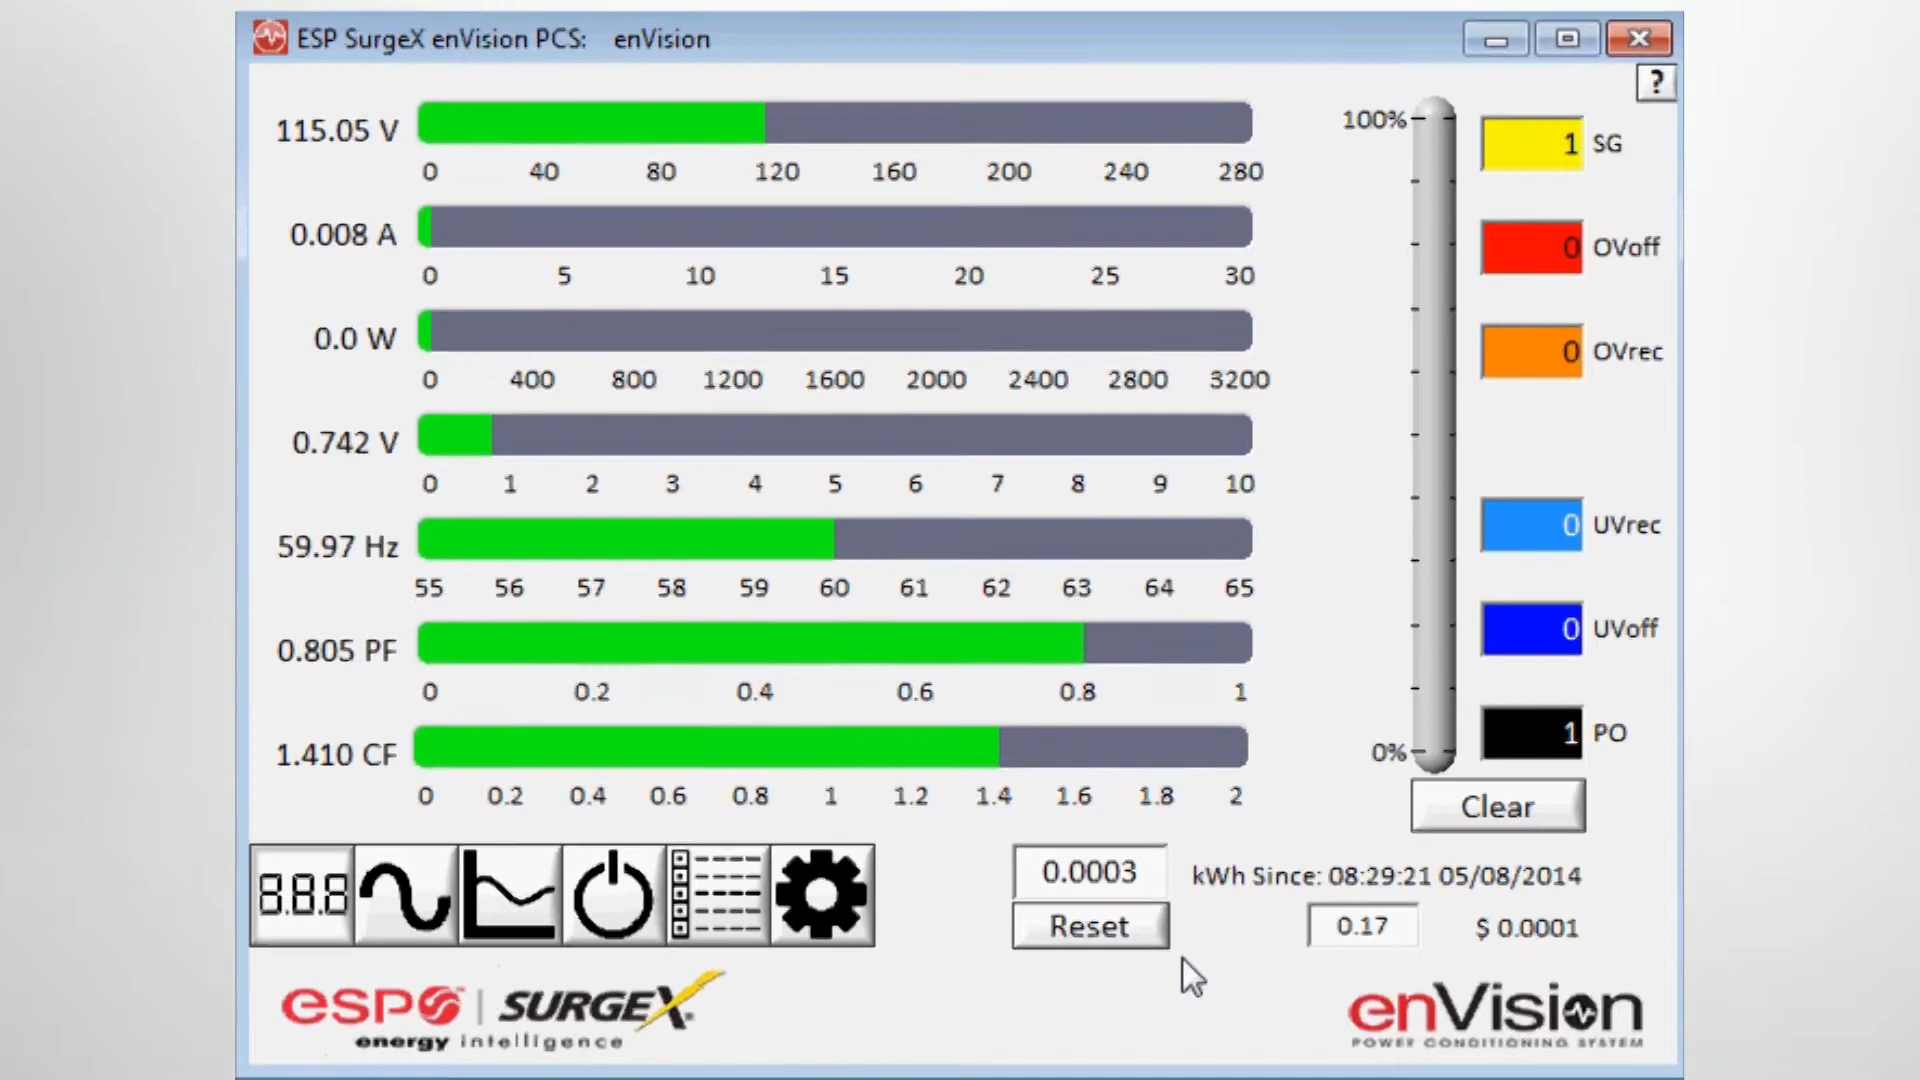 ESP SurgeX enVision PCS: enVision
?
115.05 V
0 40 80 120 160 200 240 280
0.008 A
0 5 10 15 20 25 30
0.0 W
0 400 800 1200 1600 2000 2400 2800 3200
0.742 V
0 1 2 3 4 5 6 7 8 9 10
59.97 Hz
55 56 57 58 59 60 61 62 63 64 65
0.805 PF
0 0.2 0.4 0.6 0.8 1
1.410 CF
0 0.2 0.4 0.6 0.8 1 1.2 1.4 1.6 1.8 2
100%
0%
1 SG
0 OVoff
0 OVrec
0 UVrec
0 UVoff
1 PO
Clear
8.8.8
0.0003 kWh Since: 08:29:21 05/08/2014
Reset 0.17 $ 0.0001
esp | SURGEX
energy intelligence
enVision
POWER CONDITIONING SYSTEM